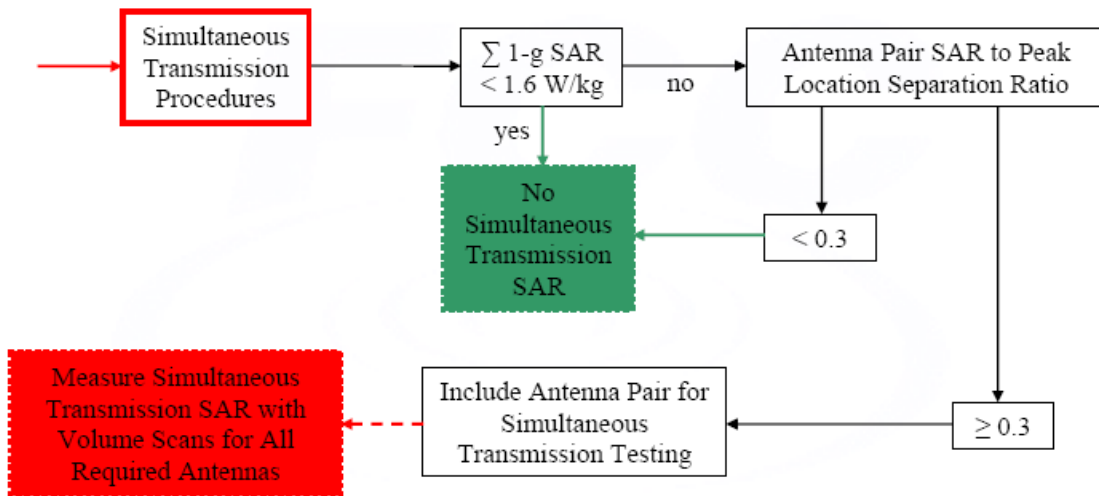 Simultaneous
Transmission
Procedures
∑ 1-g SAR
< 1.6 W/kg
no
Antenna Pair SAR to Peak
Location Separation Ratio
yes
No
Simultaneous
Transmission
SAR
< 0.3
Measure Simultaneous
Transmission SAR with
Volume Scans for All
Required Antennas
Include Antenna Pair for
Simultaneous
Transmission Testing
≥ 0.3